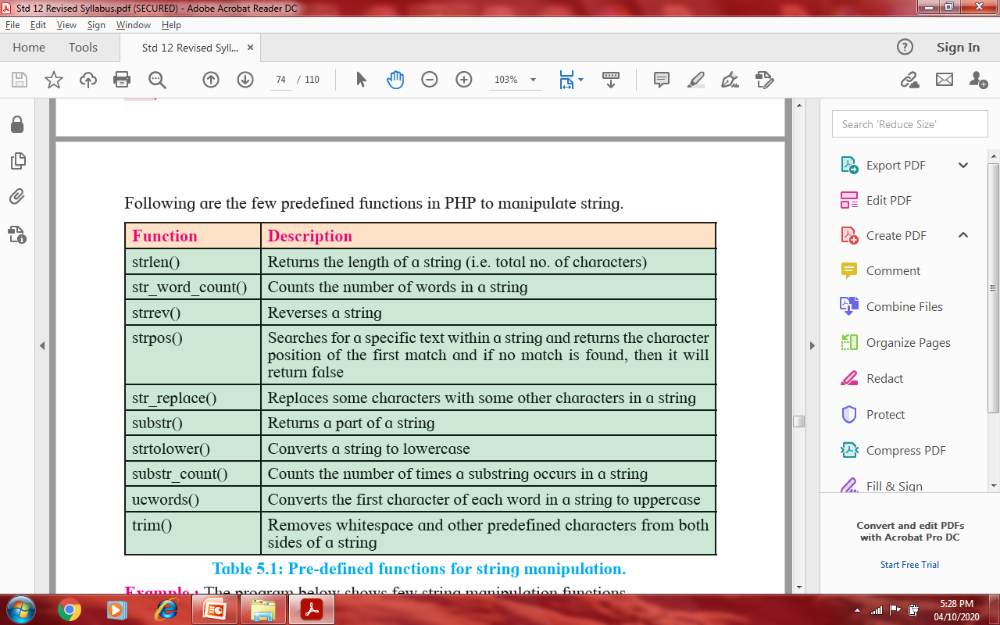 Std 12 Revised Syllabus.pdf (SECURED) - Adobe Acrobat Reader DC
File Edit View Sign Window Help
Home Tools Std 12 Revised Syll... × ? Sign In
74 / 110 103%
Search 'Reduce Size'
Export PDF
Edit PDF
Create PDF
Comment
Combine Files
Organize Pages
Redact
Protect
Compress PDF
Fill & Sign
Convert and edit PDFs
with Acrobat Pro DC
Start Free Trial
Following are the few predefined functions in PHP to manipulate string.
Function Description
strlen() Returns the length of a string (i.e. total no. of characters)
str_word_count() Counts the number of words in a string
strrev() Reverses a string
strpos() Searches for a specific text within a string and returns the character
position of the first match and if no match is found, then it will
return false
str_replace() Replaces some characters with some other characters in a string
substr() Returns a part of a string
strtolower() Converts a string to lowercase
substr_count() Counts the number of times a substring occurs in a string
ucwords() Converts the first character of each word in a string to uppercase
trim() Removes whitespace and other predefined characters from both
sides of a string
Table 5.1: Pre-defined functions for string manipulation.
Example : The program below shows few string manipulation functions
5:28 PM
04/10/2020